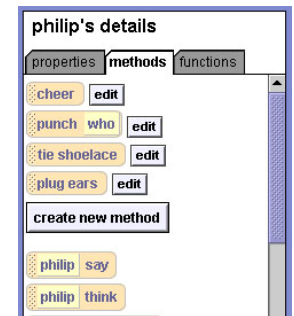 philip's details
properties methods functions
cheer edit
punch who edit
tie shoelace edit
plug ears edit
create new method
philip say
philip think